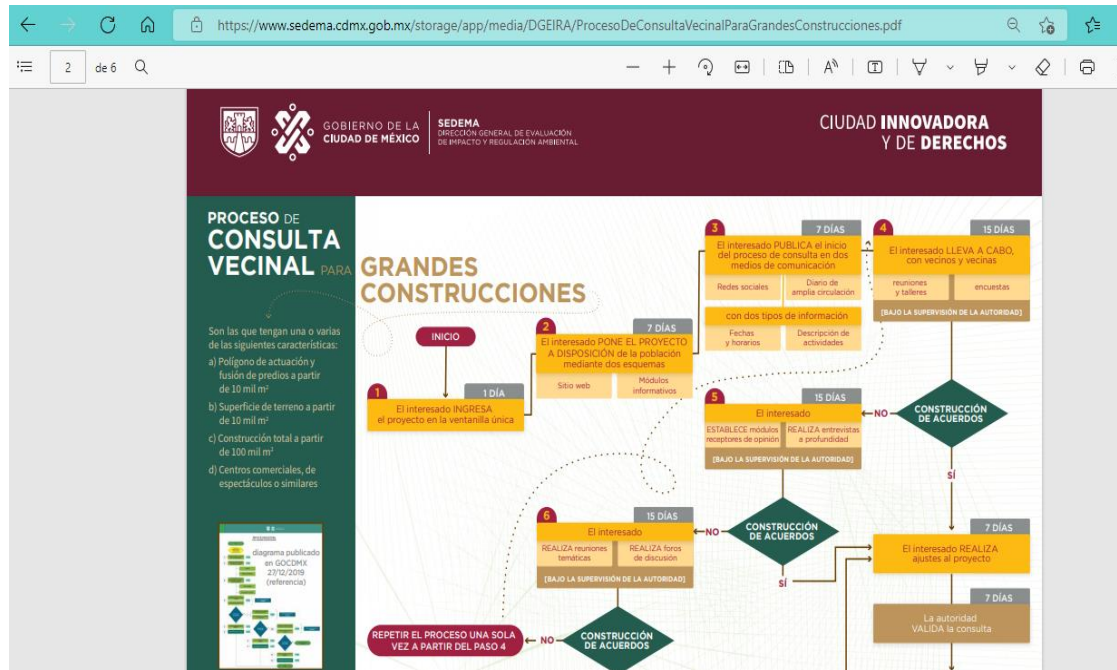 https://www.sedema.cdmx.gob.mx/storage/app/media/DGEIRA/ProcesoDeConsultaVecinalParaGrandesConstrucciones.pdf
2 de 6
GOBIERNO DE LA
CIUDAD DE MÉXICO
SEDEMA
DIRECCIÓN GENERAL DE EVALUACIÓN
DE IMPACTO Y REGULACIÓN AMBIENTAL
CIUDAD INNOVADORA
Y DE DERECHOS
PROCESO DE
CONSULTA
VECINAL PARA GRANDES
CONSTRUCCIONES
Son las que tengan una o varias
de las siguientes características:
a) Polígono de actuación y
fusión de predios a partir
de 10 mil m²
b) Superficie de terreno a partir
de 10 mil m²
c) Construcción total a partir
de 100 mil m²
d) Centros comerciales, de
espectáculos o similares
diagrama publicado
en GOCDMX
27/12/2019
(referencia)
INICIO
1
1 DÍA
El interesado INGRESA
el proyecto en la ventanilla única
2
7 DÍAS
El interesado PONE EL PROYECTO
A DISPOSICIÓN de la población
mediante dos esquemas
Sitio web
Módulos
informativos
3
7 DÍAS
El interesado PUBLICA el inicio
del proceso de consulta en dos
medios de comunicación
Redes sociales
Diario de
amplia circulación
con dos tipos de información
Fechas
y horarios
Descripción de
actividades
4
15 DÍAS
El interesado LLEVA A CABO,
con vecinos y vecinas
reuniones
y talleres
encuestas
[BAJO LA SUPERVISIÓN DE LA AUTORIDAD]
CONSTRUCCIÓN
DE ACUERDOS
NO
SÍ
5
15 DÍAS
El interesado
ESTABLECE módulos
receptores de opinión
REALIZA entrevistas
a profundidad
[BAJO LA SUPERVISIÓN DE LA AUTORIDAD]
CONSTRUCCIÓN
DE ACUERDOS
NO
SÍ
6
15 DÍAS
El interesado
REALIZA reuniones
temáticas
REALIZA foros
de discusión
[BAJO LA SUPERVISIÓN DE LA AUTORIDAD]
CONSTRUCCIÓN
DE ACUERDOS
NO
REPETIR EL PROCESO UNA SOLA
VEZ A PARTIR DEL PASO 4
7 DÍAS
El interesado REALIZA
ajustes al proyecto
7 DÍAS
La autoridad
VALIDA la consulta